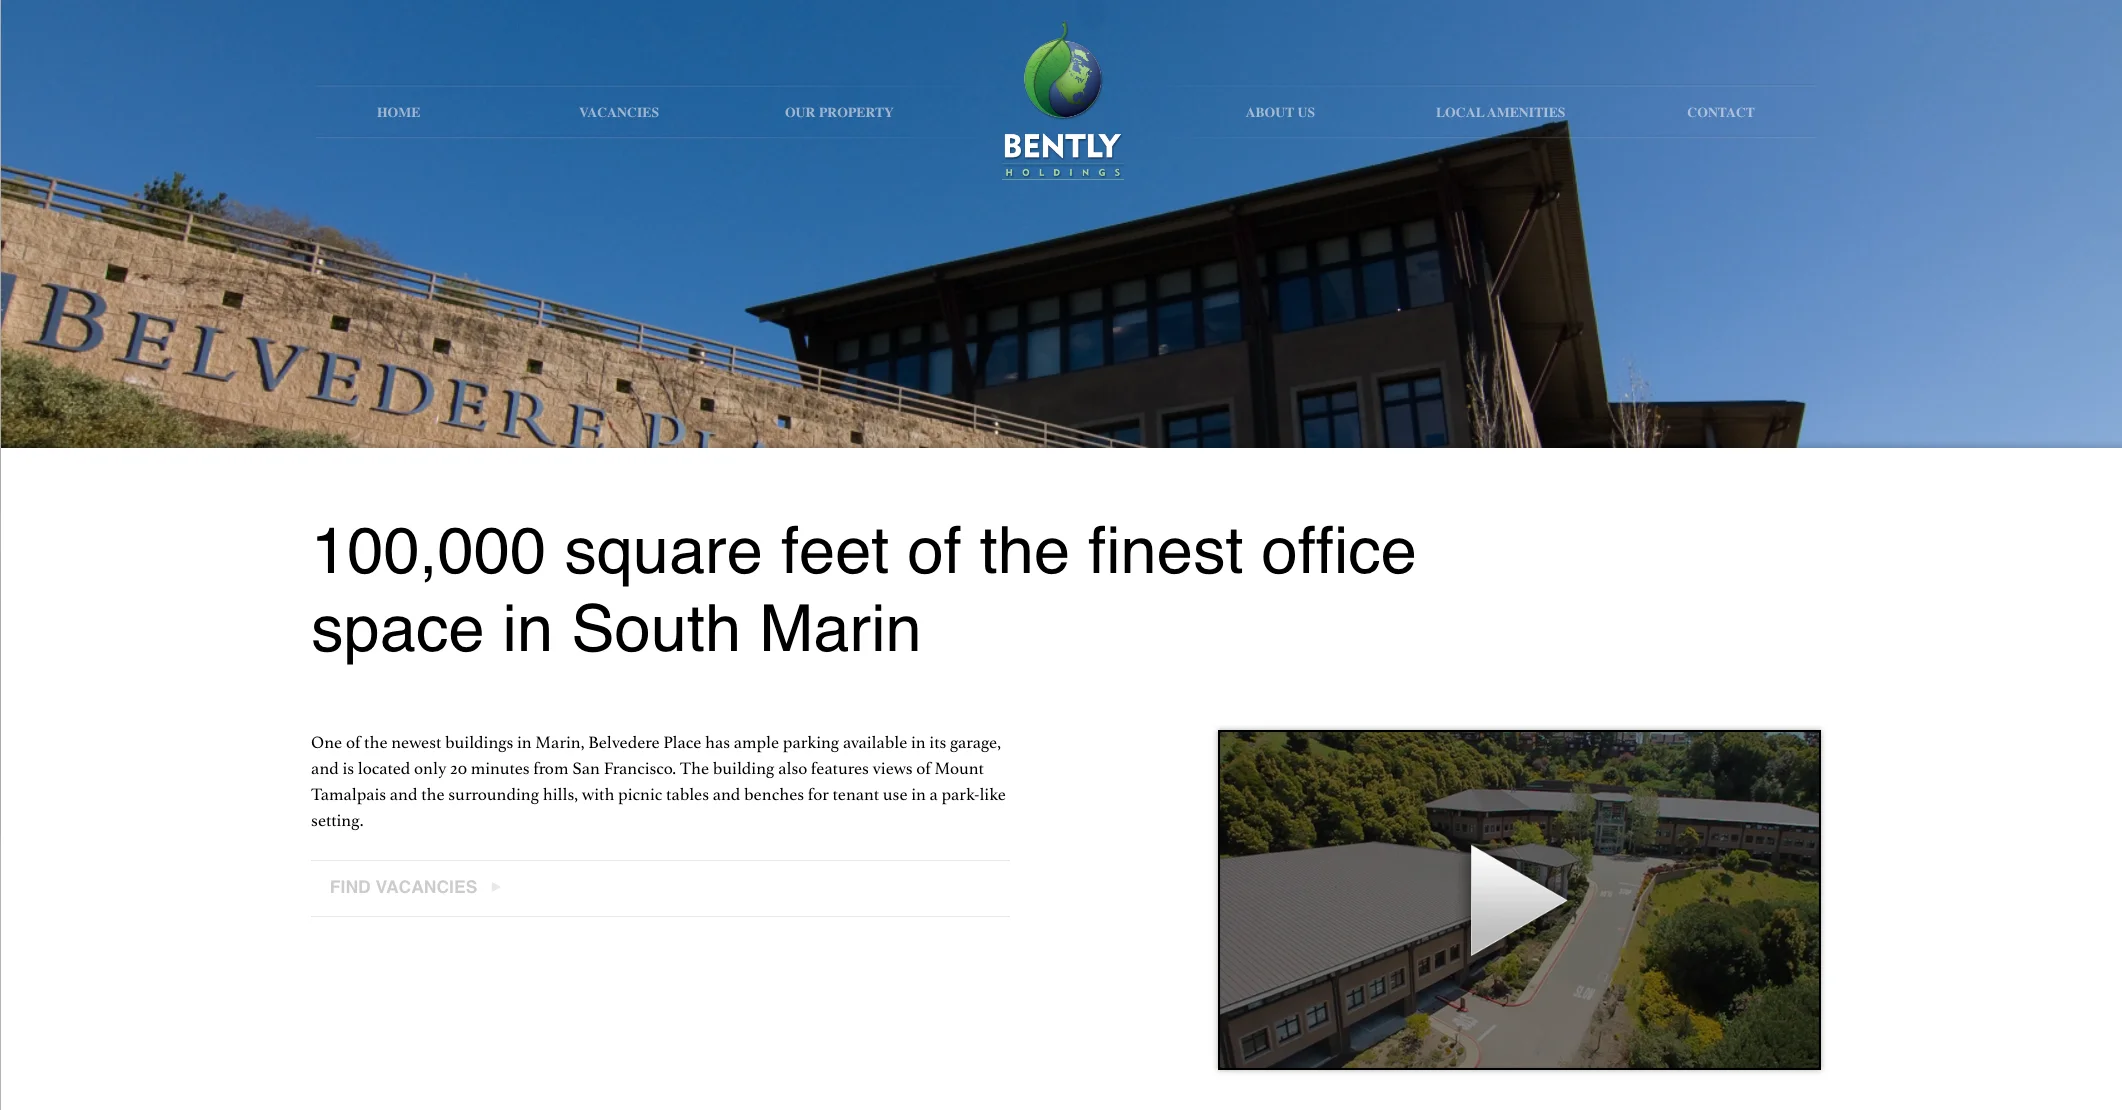 HOME
VACANCIES
OUR PROPERTY
BENTLY
HOLDINGS
ABOUT US
LOCAL AMENITIES
CONTACT
BELVEDERE
100,000 square feet of the finest office
space in South Marin
One of the newest buildings in Marin, Belvedere Place has ample parking available in its garage,
and is located only 20 minutes from San Francisco. The building also features views of Mount
Tamalpais and the surrounding hills, with picnic tables and benches for tenant use in a park-like
setting.
FIND VACANCIES